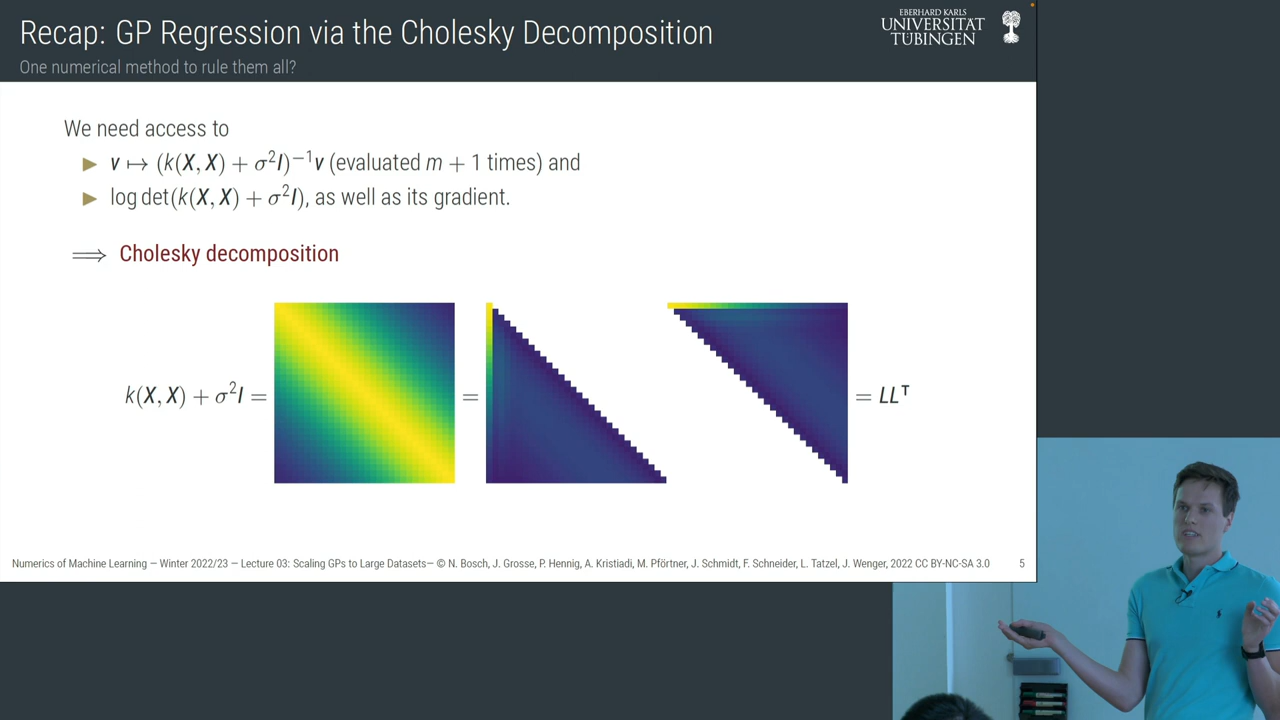 Recap: GP Regression via the Cholesky Decomposition
One numerical method to rule them all?
EBERHARD KARLS
UNIVERSITÄT
TÜBINGEN
We need access to
▶ v ↦ (k(X, X) + σ²I)⁻¹v (evaluated m + 1 times) and
▶ log det(k(X, X) + σ²I), as well as its gradient.
⟹ Cholesky decomposition
k(X, X) + σ²I = = = LLᵀ
Numerics of Machine Learning — Winter 2022/23 — Lecture 03: Scaling GPs to Large Datasets— © N. Bosch, J. Grosse, P. Hennig, A. Kristiadi, M. Pförtner, J. Schmidt, F. Schneider, L. Tatzel, J. Wenger, 2022 CC BY-NC-SA 3.0 5